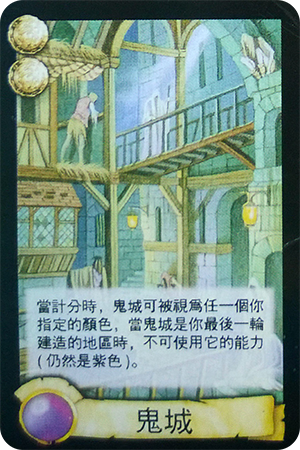 當計分時，鬼城可被視為任一個你
指定的顏色，當鬼城是你最後一輪
建造的地區時，不可使用它的能力
(仍然是紫色)。
鬼城